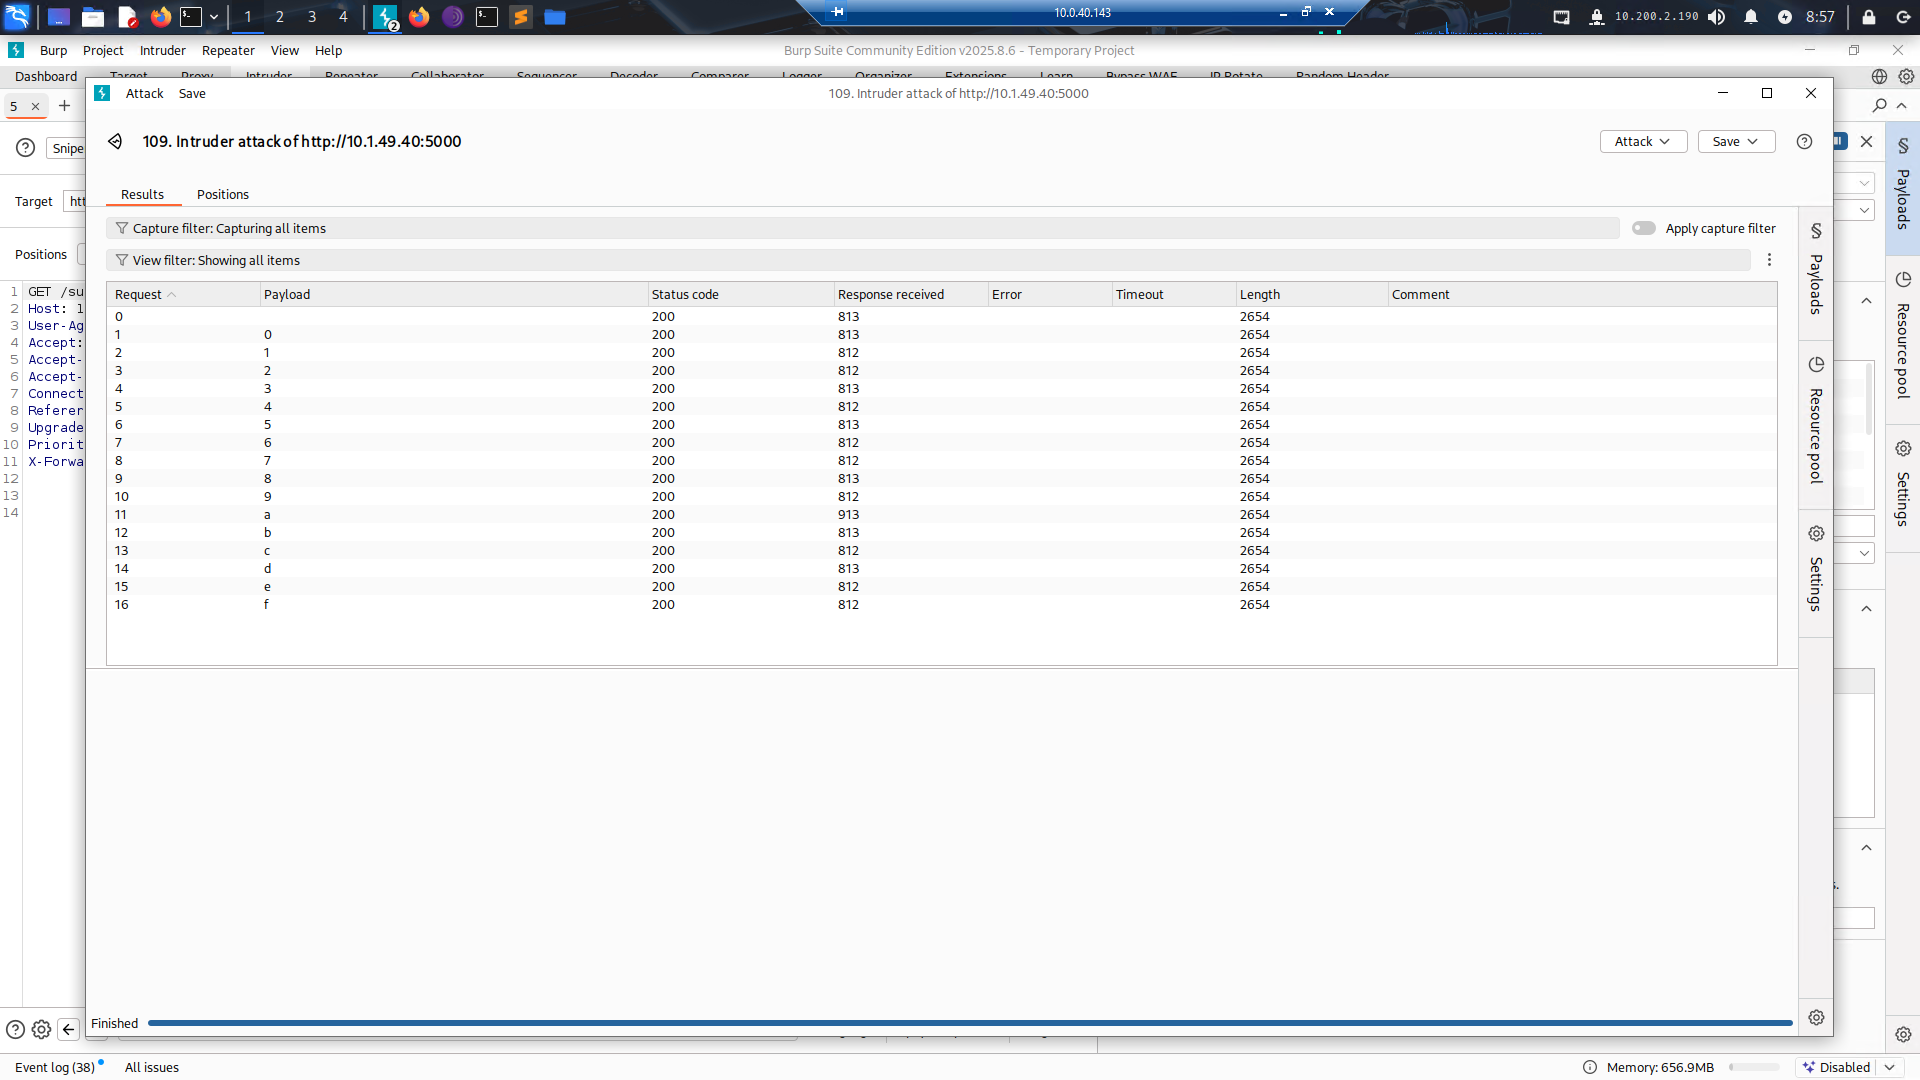 1 2 3 4 2 10.0.40.143 10.200.2.190 8:57
Burp Project Intruder Repeater View Help Burp Suite Community Edition v2025.8.6 - Temporary Project
Dashboard Target Proxy Intruder Repeater Collaborator Sequencer Decoder Comparer Logger Organizer Extensions Learn Bypass WAF IP Rotate Random Header
Attack Save 109. Intruder attack of http://10.1.49.40:5000
5
109. Intruder attack of http://10.1.49.40:5000 Attack Save
Snipe
Results Positions
Target htt
Capture filter: Capturing all items Apply capture filter
Positions
View filter: Showing all items
Request Payload Status code Response received Error Timeout Length Comment
0 200 813 2654
1 0 200 813 2654
2 1 200 812 2654
3 2 200 812 2654
4 3 200 813 2654
5 4 200 812 2654
6 5 200 813 2654
7 6 200 812 2654
8 7 200 812 2654
9 8 200 813 2654
10 9 200 812 2654
11 a 200 913 2654
12 b 200 813 2654
13 c 200 812 2654
14 d 200 813 2654
15 e 200 812 2654
16 f 200 812 2654
1 GET /su
2 Host: l
3 User-Ag
4 Accept:
5 Accept-
6 Accept-
7 Connect
8 Referer
9 Upgrade
10 Priorit
11 X-Forwa
12
13
14
Payloads
Resource pool
Settings
Payloads
Resource pool
Settings
s.
Finished
Event log (38) All issues Memory: 656.9MB Disabled